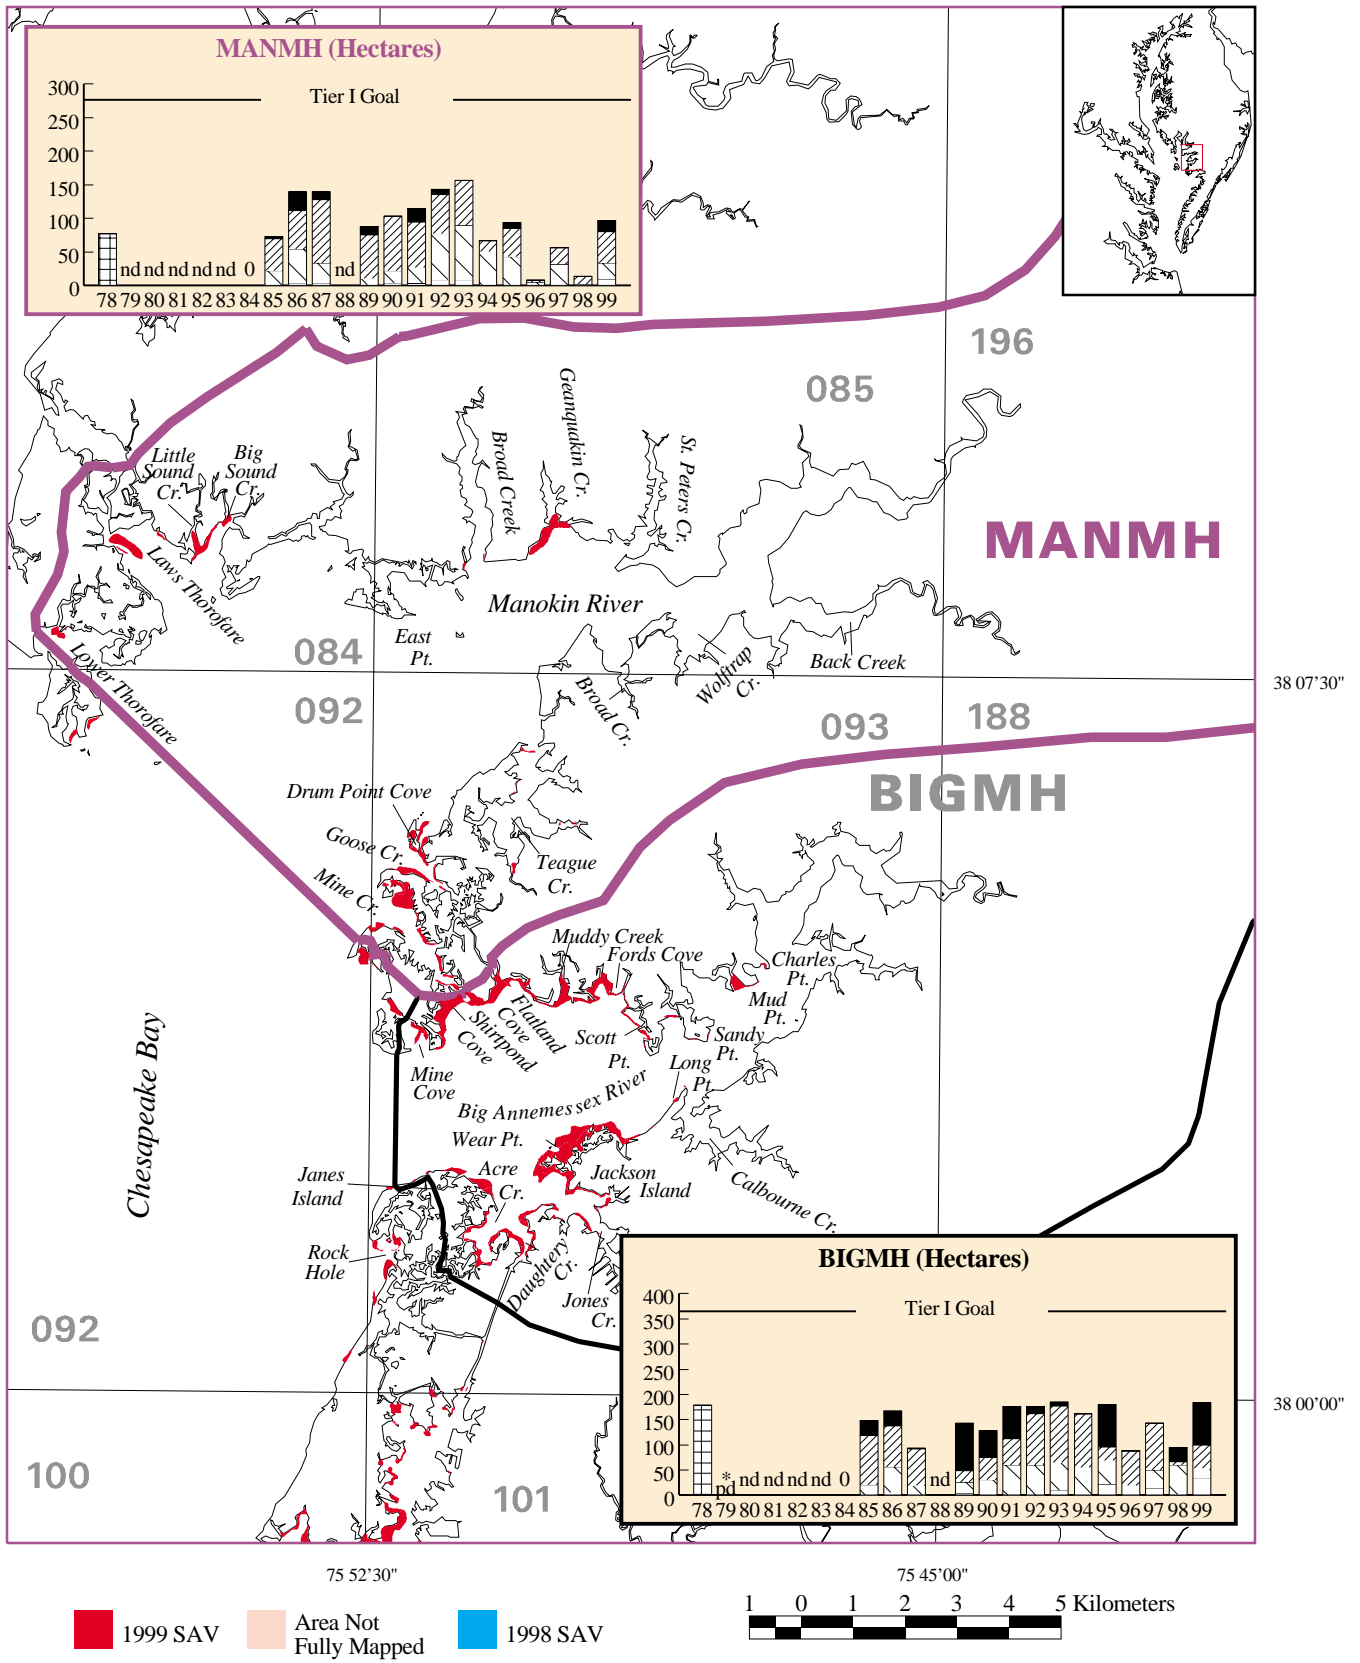 MANMH (Hectares)
300
250
200
150
100
50
0
Tier I Goal
nd nd nd nd nd 0
nd
78 79 80 81 82 83 84 85 86 87 88 89 90 91 92 93 94 95 96 97 98 99
196
085
Geanquakin Cr.
Broad Creek
St. Peters Cr.
Little
Sound
Cr.
Big
Sound
Cr.
MANMH
Laws Thorofare
Manokin River
East
Pt.
084
Lower Thorofare
Wolftrap
Cr.
Back Creek
Broad Cr.
38 07'30"
092
093
188
BIGMH
Drum Point Cove
Goose Cr.
Mine Cr.
Teague
Cr.
Muddy Creek
Fords Cove
Charles
Pt.
Mud
Pt.
Flatland
Cove
Shirtpond
Cove
Scott
Pt.
Sandy
Pt.
Mine
Cove
Long
Pt.
Chesapeake Bay
Big Annemessex River
Wear Pt.
Acre
Cr.
Jackson
Island
Janes
Island
Calbourne Cr.
Rock
Hole
Daughtery
Cr.
Jones
Cr.
BIGMH (Hectares)
400
350
300
250
200
150
100
50
0
Tier I Goal
*
pd nd nd nd nd 0
nd
78 79 80 81 82 83 84 85 86 87 88 89 90 91 92 93 94 95 96 97 98 99
092
38 00'00"
100
101
75 52'30"
75 45'00"
1999 SAV
Area Not
Fully Mapped
1998 SAV
1 0 1 2 3 4 5 Kilometers